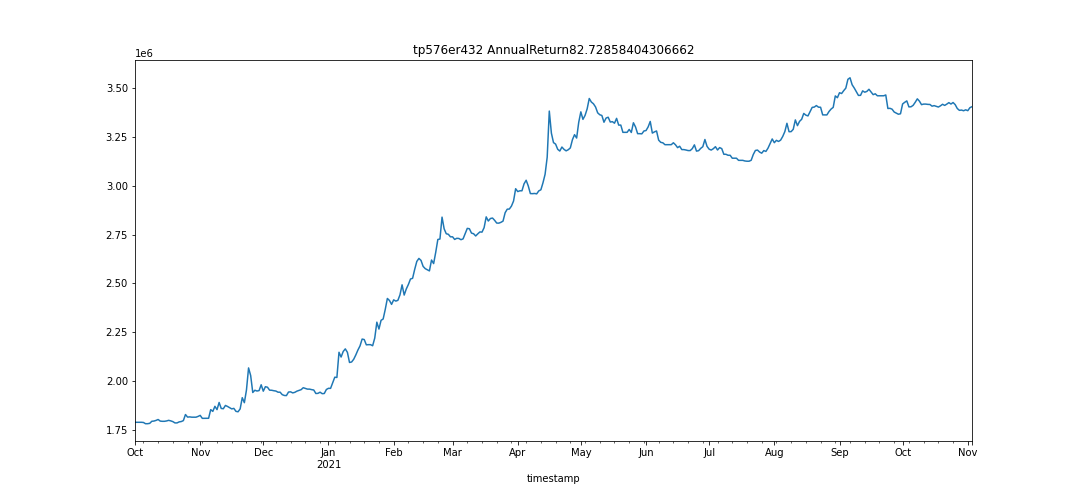 tp576er432 AnnualReturn82.72858404306662
1e6
3.50
3.25
3.00
2.75
2.50
2.25
2.00
1.75
Oct Nov Dec Jan Feb Mar Apr May Jun Jul Aug Sep Oct Nov
2021
timestamp